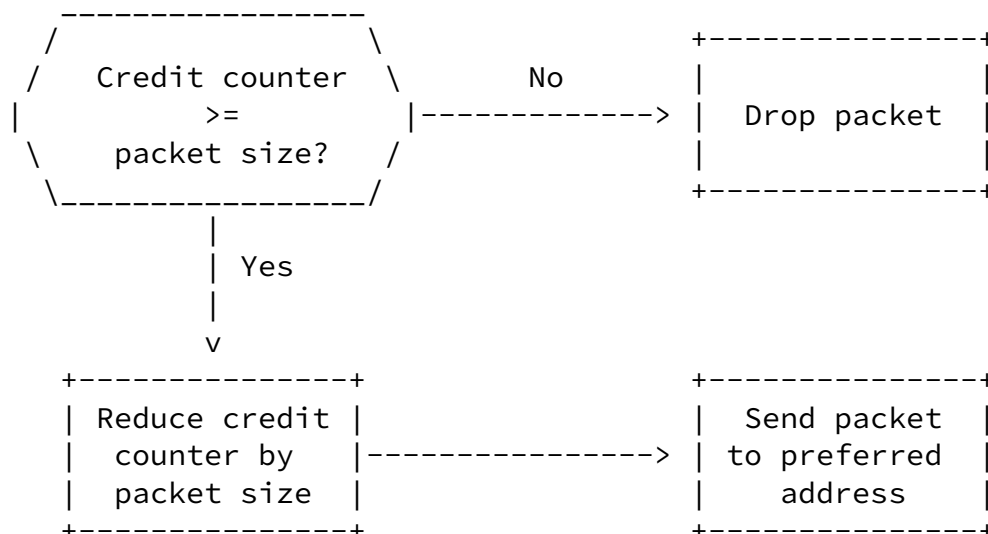 Credit counter
No
>=
Drop packet
packet size?
Yes
Reduce credit
counter by
packet size
Send packet
to preferred
address